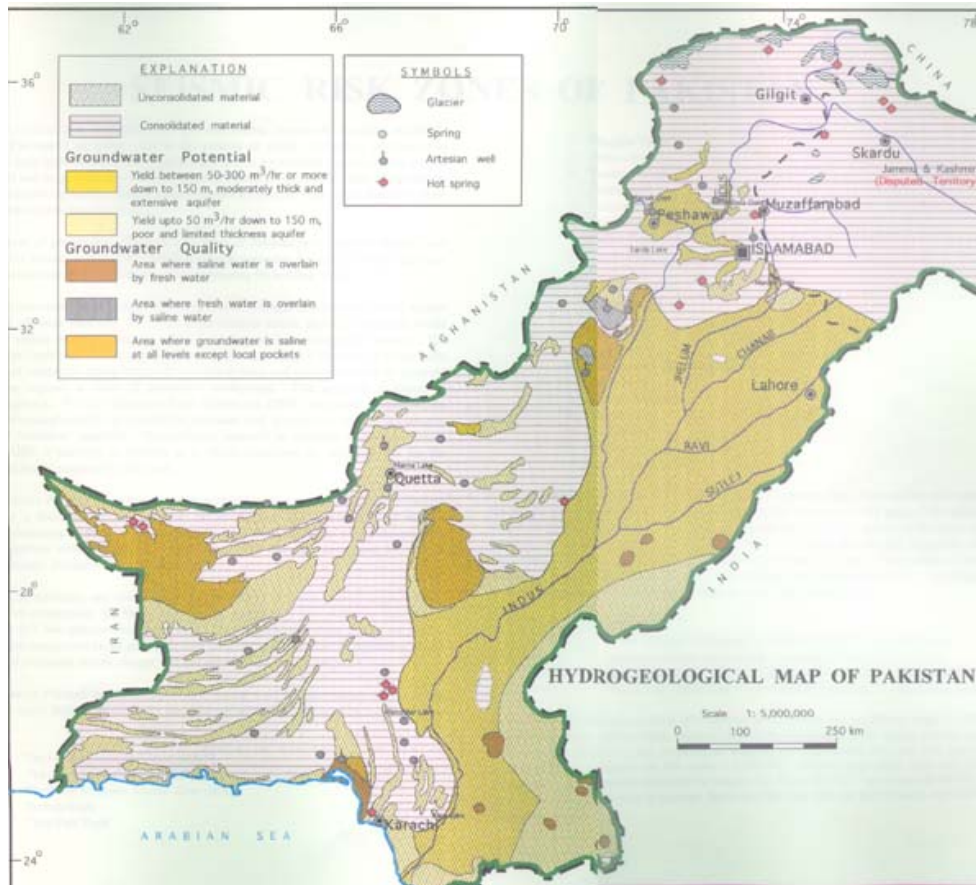 62°
66°
70°
74°
78
36°
32°
28°
24°
EXPLANATION
Unconsolidated material
Consolidated material
Groundwater Potential
Yield between 50-300 m³/hr or more
down to 150 m, moderately thick and
extensive aquifer
Yield upto 50 m³/hr down to 150 m,
poor and limited thickness aquifer
Groundwater Quality
Area where saline water is overlain
by fresh water
Area where fresh water is overlain
by saline water
Area where groundwater is saline
at all levels except local pockets
SYMBOLS
Glacier
Spring
Artesian well
Hot spring
CHINA
Gilgit
Skardu
Jammu & Kashmir
(Disputed Territory
INDUS
Muzaffarabad
Peshawar
ISLAMABAD
AFGHANISTAN
JHELUM
CHANAB
Lahore
RAVI
SUTLEJ
Quetta
INDUS
INDIA
IRAN
HYDROGEOLOGICAL MAP OF PAKISTAN
Scale 1: 5,000,000
0 100 250 km
Karachi
ARABIAN SEA